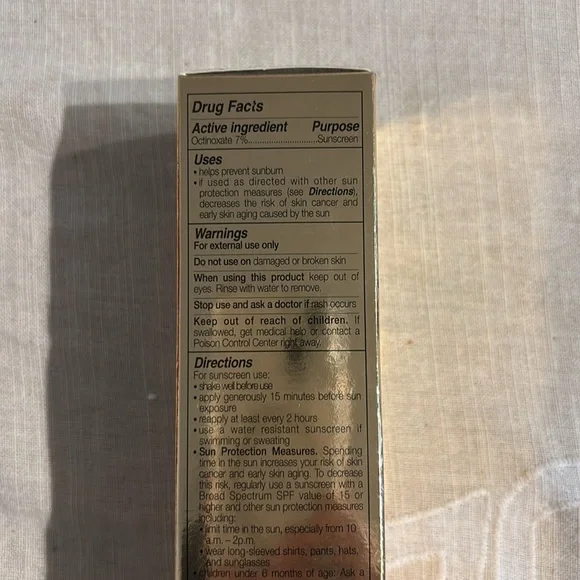 Drug Facts
Active ingredient Purpose
Octinoxate 7%..............................Sunscreen
Uses
• helps prevent sunburn
• if used as directed with other sun
protection measures (see Directions),
decreases the risk of skin cancer and
early skin aging caused by the sun
Warnings
For external use only
Do not use on damaged or broken skin
When using this product keep out of
eyes. Rinse with water to remove.
Stop use and ask a doctor if rash occurs
Keep out of reach of children. If
swallowed, get medical help or contact a
Poison Control Center right away.
Directions
For sunscreen use:
• shake well before use
• apply generously 15 minutes before sun
exposure
• reapply at least every 2 hours
• use a water resistant sunscreen if
swimming or sweating
• Sun Protection Measures. Spending
time in the sun increases your risk of skin
cancer and early skin aging. To decrease
this risk, regularly use a sunscreen with a
Broad Spectrum SPF value of 15 or
higher and other sun protection measures
including:
• limit time in the sun, especially from 10
a.m. – 2p.m.
• wear long-sleeved shirts, pants, hats,
and sunglasses
• children under 6 months of age: Ask a